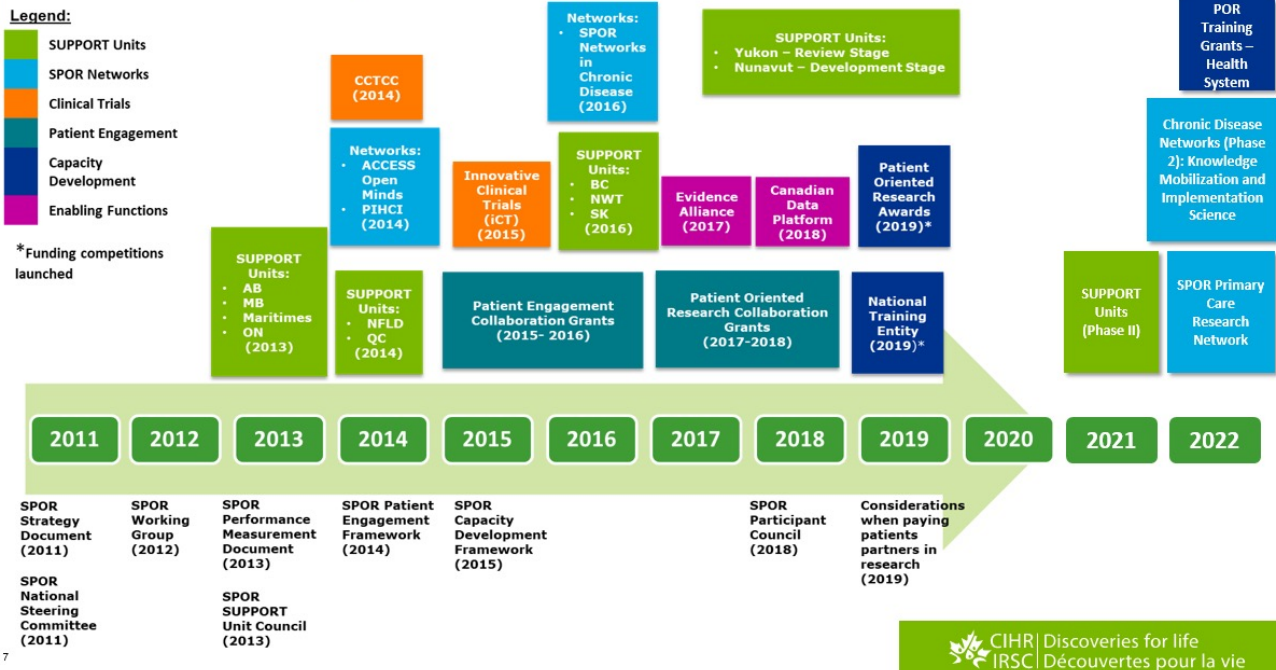 Legend:
SUPPORT Units
SPOR Networks
Clinical Trials
Patient Engagement
Capacity
Development
Enabling Functions
*Funding competitions
launched
SUPPORT
Units:
• AB
• MB
• Maritimes
• ON
(2013)
CCTCC
(2014)
Networks:
• ACCESS
Open
Minds
• PIHCI
(2014)
SUPPORT
Units:
• NFLD
• QC
(2014)
Innovative
Clinical
Trials
(iCT)
(2015)
Patient Engagement
Collaboration Grants
(2015- 2016)
Networks:
• SPOR
Networks
in
Chronic
Disease
(2016)
SUPPORT
Units:
• BC
• NWT
• SK
(2016)
SUPPORT Units:
• Yukon – Review Stage
• Nunavut – Development Stage
Evidence
Alliance
(2017)
Canadian
Data
Platform
(2018)
Patient Oriented
Research Collaboration
Grants
(2017-2018)
Patient
Oriented
Research
Awards
(2019)*
National
Training
Entity
(2019)*
SUPPORT
Units
(Phase II)
POR
Training
Grants –
Health
System
Chronic Disease
Networks (Phase
2): Knowledge
Mobilization and
Implementation
Science
SPOR Primary
Care
Research
Network
2011
2012
2013
2014
2015
2016
2017
2018
2019
2020
2021
2022
SPOR
Strategy
Document
(2011)
SPOR
National
Steering
Committee
(2011)
SPOR
Working
Group
(2012)
SPOR
Performance
Measurement
Document
(2013)
SPOR
SUPPORT
Unit Council
(2013)
SPOR Patient
Engagement
Framework
(2014)
SPOR
Capacity
Development
Framework
(2015)
SPOR
Participant
Council
(2018)
Considerations
when paying
patients
partners in
research
(2019)
7
CIHR Discoveries for life
IRSC Découvertes pour la vie